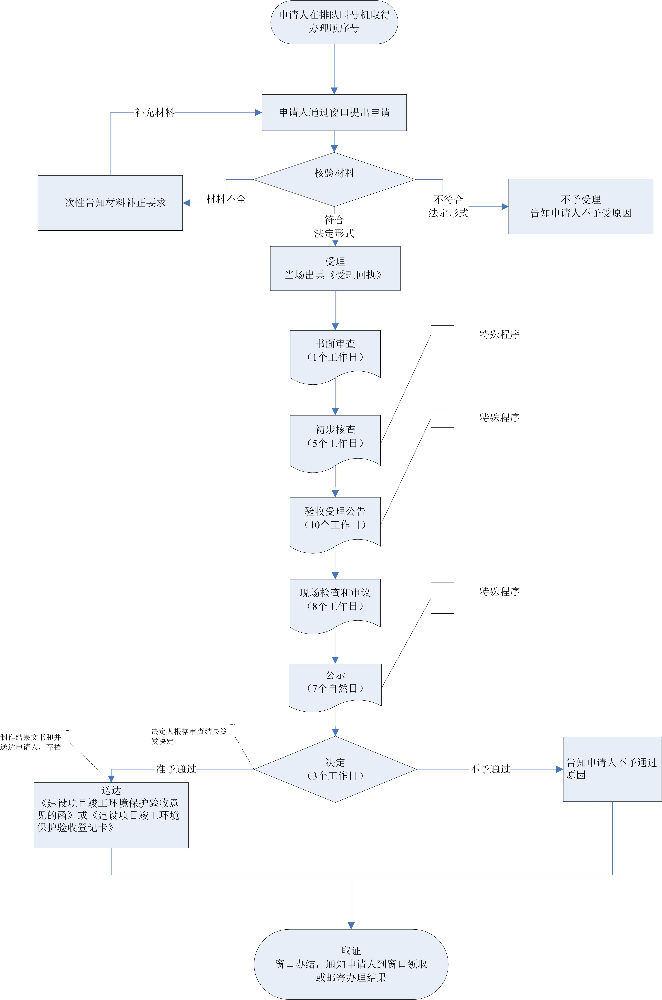 申请人在排队叫号机取得
办理顺序号
补充材料
申请人通过窗口提出申请
核验材料
一次性告知材料补正要求
材料不全
不符合
法定形式
不予受理
告知申请人不予受原因
符合
法定形式
受理
当场出具《受理回执》
书面审查
（1个工作日）
特殊程序
初步核查
（5个工作日）
特殊程序
验收受理公告
（10个工作日）
现场检查和审议
（8个工作日）
特殊程序
公示
（7个自然日）
制作结果文书和并
送达申请人，存档
决定人根据审查结果签
发决定
准予通过
决定
（3个工作日）
不予通过
告知申请人不予通过
原因
送达
《建设项目竣工环境保护验收意
见的函》或《建设项目竣工环境
保护验收登记卡》
取证
窗口办结，通知申请人到窗口领取
或邮寄办理结果